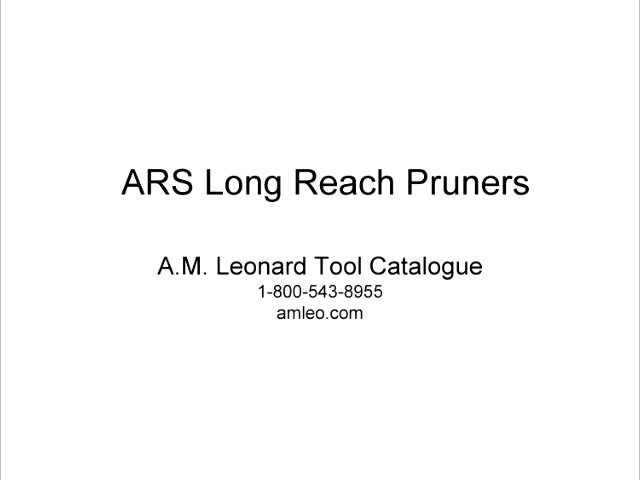 ARS Long Reach Pruners
A.M. Leonard Tool Catalogue
1-800-543-8955
amleo.com